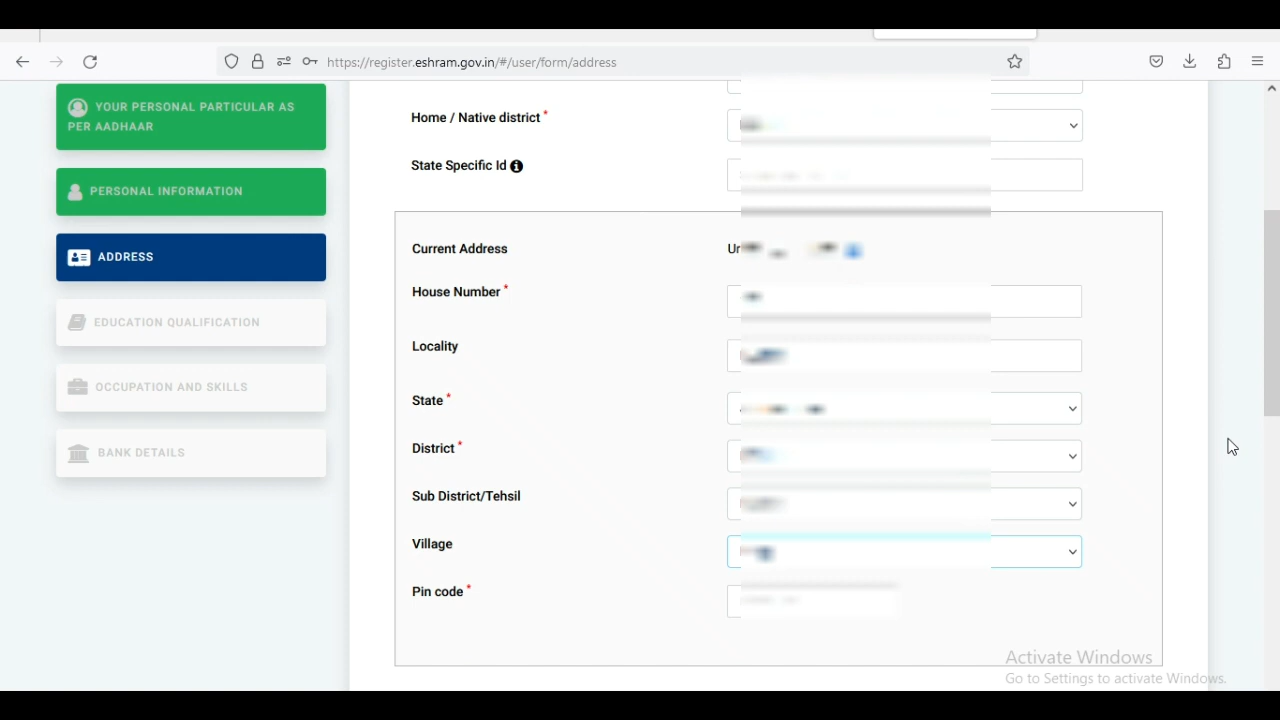 https://register.eshram.gov.in/#/user/form/address
YOUR PERSONAL PARTICULAR AS
PER AADHAAR
PERSONAL INFORMATION
ADDRESS
EDUCATION QUALIFICATION
OCCUPATION AND SKILLS
BANK DETAILS
Home / Native district *
State Specific Id
Current Address
House Number *
Locality
State *
District *
Sub District/Tehsil
Village
Pin code *
Activate Windows
Go to Settings to activate Windows.